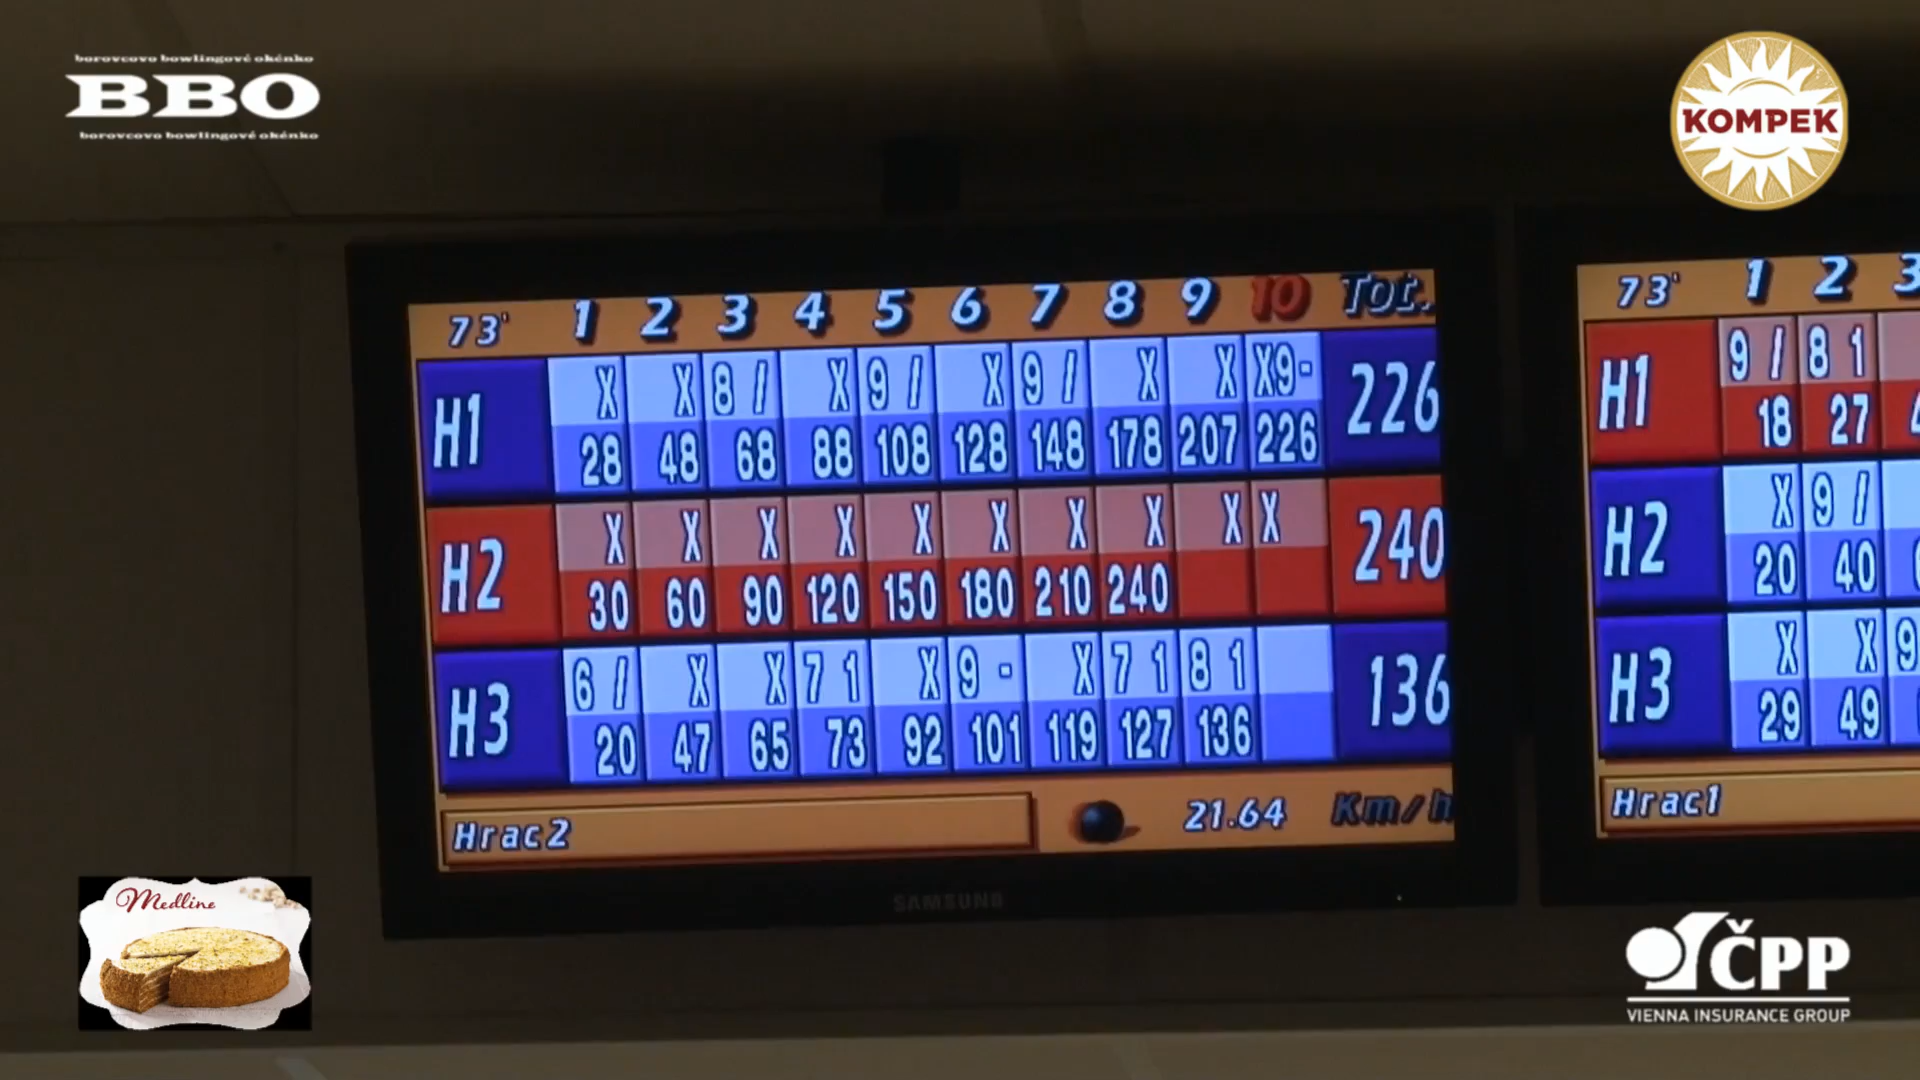 borovcovo bowlingové okénko
BBO
borovcovo bowlingové okénko
KOMPEK
73' 1 2 3 4 5 6 7 8 9 10 Tot.
H1 X X 8 / X 9 / X 9 / X X X9- 226
28 48 68 88 108 128 148 178 207 226
H2 X X X X X X X X X X 240
30 60 90 120 150 180 210 240
H3 6 / X X 7 1 X 9 - X 7 1 8 1 136
20 47 65 73 92 101 119 127 136
Hrac2 21.64 Km/h
SAMSUNG
73' 1 2 3
H1 9 / 8 1
18 27
H2 X 9 /
20 40
H3 X X 9
29 49
Hrac1
Medline
ČPP
VIENNA INSURANCE GROUP